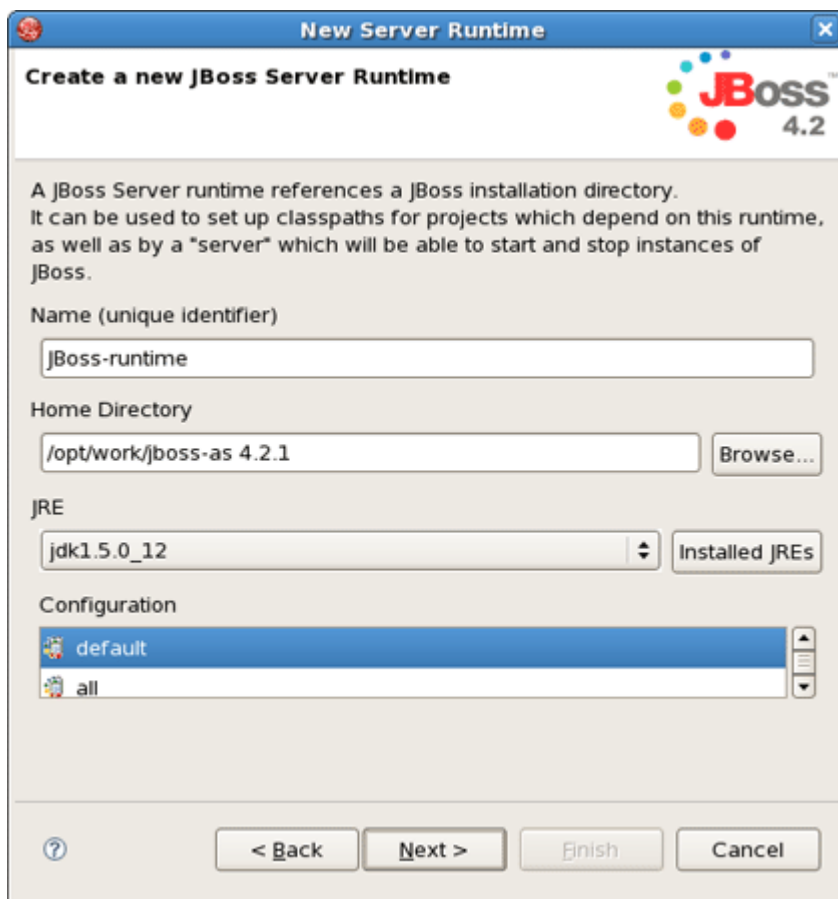 New Server Runtime
Create a new JBoss Server Runtime
JBoss™
4.2
A JBoss Server runtime references a JBoss installation directory.
It can be used to set up classpaths for projects which depend on this runtime,
as well as by a "server" which will be able to start and stop instances of
JBoss.
Name (unique identifier)
JBoss-runtime
Home Directory
/opt/work/jboss-as 4.2.1
Browse...
JRE
jdk1.5.0_12
Installed JREs
Configuration
default
all
< Back
Next >
Finish
Cancel